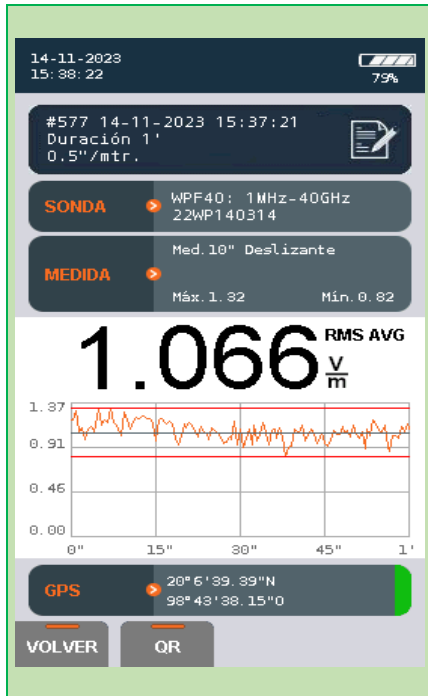 14-11-2023
15:38:22
79%
#577 14-11-2023 15:37:21
Duración 1'
0.5"/mtr.
SONDA
WPF40: 1MHz-40GHz
22WP140314
MEDIDA
Med.10" Deslizante
Máx.1.32 Mín.0.82
1.066 RMS AVG
V/m
1.37
0.91
0.46
0.00
0" 15" 30" 45" 1'
GPS
20°6'39.39"N
98°43'38.15"O
VOLVER QR